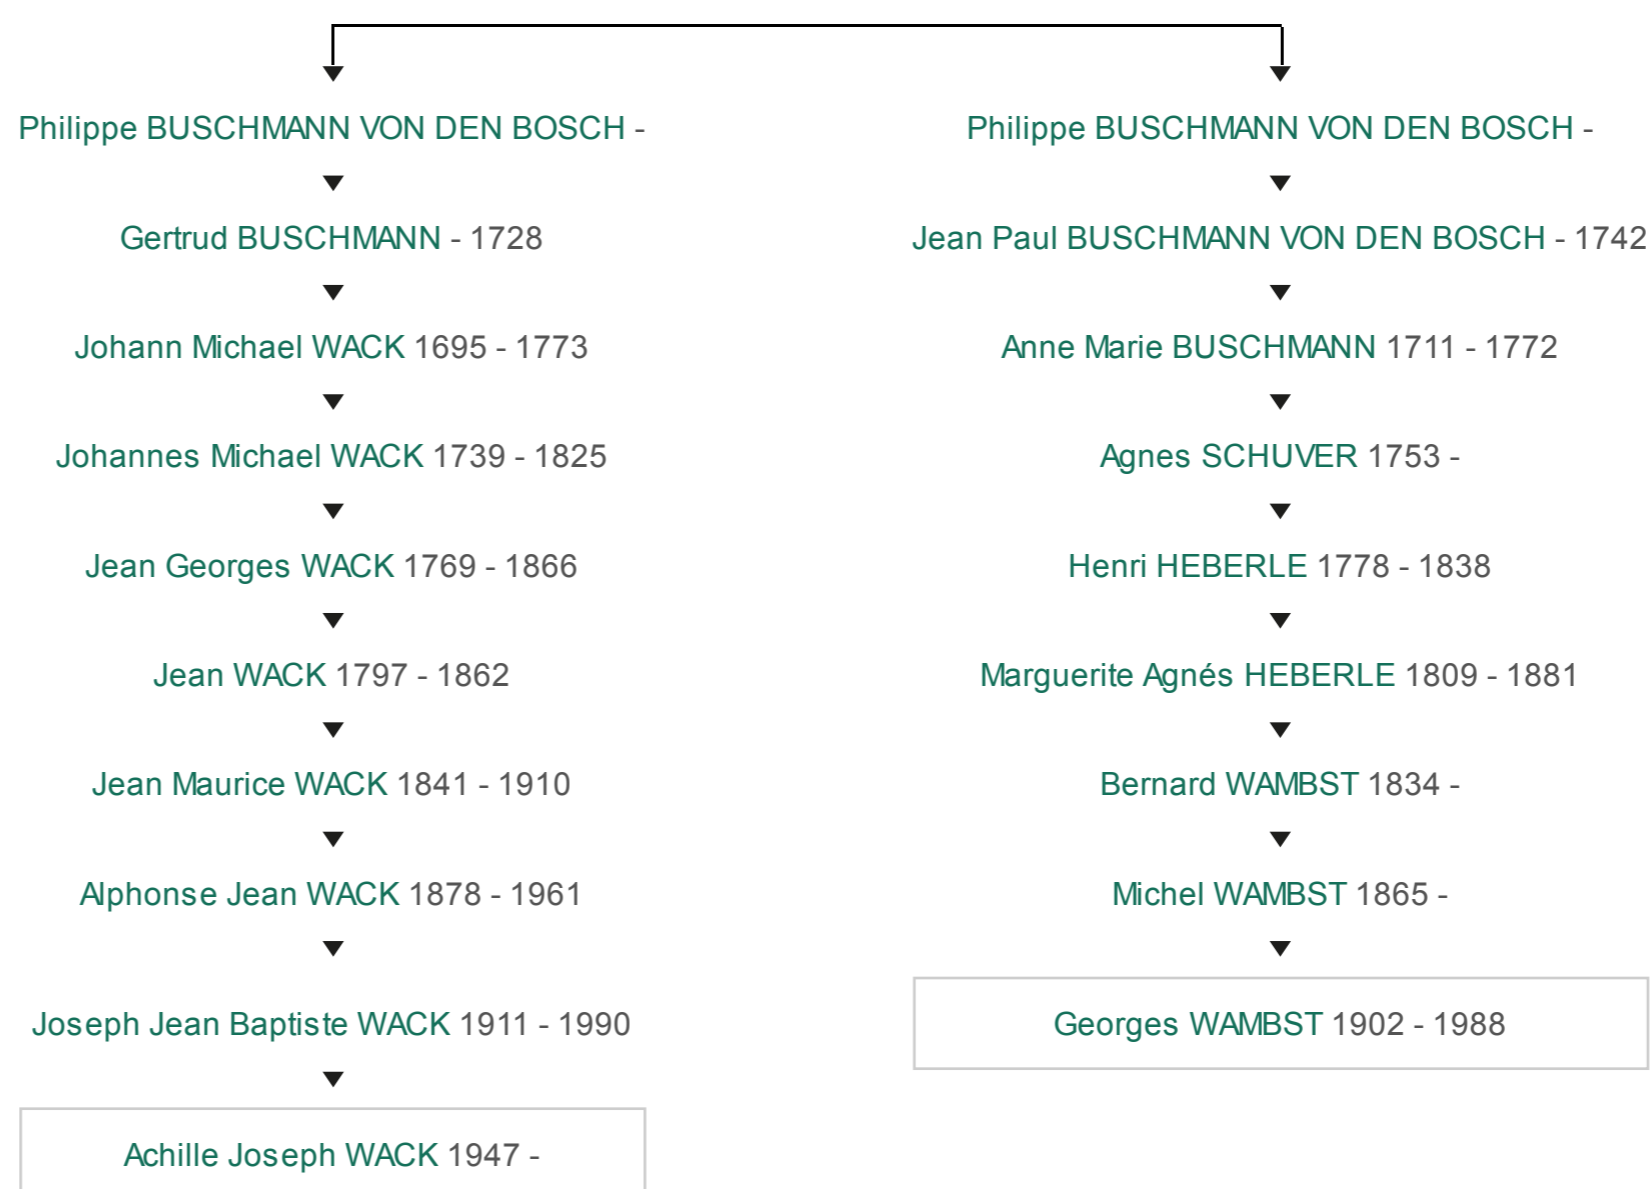 Philippe BUSCHMANN VON DEN BOSCH -
Philippe BUSCHMANN VON DEN BOSCH -
Gertrud BUSCHMANN - 1728
Jean Paul BUSCHMANN VON DEN BOSCH - 1742
Johann Michael WACK 1695 - 1773
Anne Marie BUSCHMANN 1711 - 1772
Johannes Michael WACK 1739 - 1825
Agnes SCHUVER 1753 -
Jean Georges WACK 1769 - 1866
Henri HEBERLE 1778 - 1838
Jean WACK 1797 - 1862
Marguerite Agnés HEBERLE 1809 - 1881
Jean Maurice WACK 1841 - 1910
Bernard WAMBST 1834 -
Alphonse Jean WACK 1878 - 1961
Michel WAMBST 1865 -
Joseph Jean Baptiste WACK 1911 - 1990
Georges WAMBST 1902 - 1988
Achille Joseph WACK 1947 -